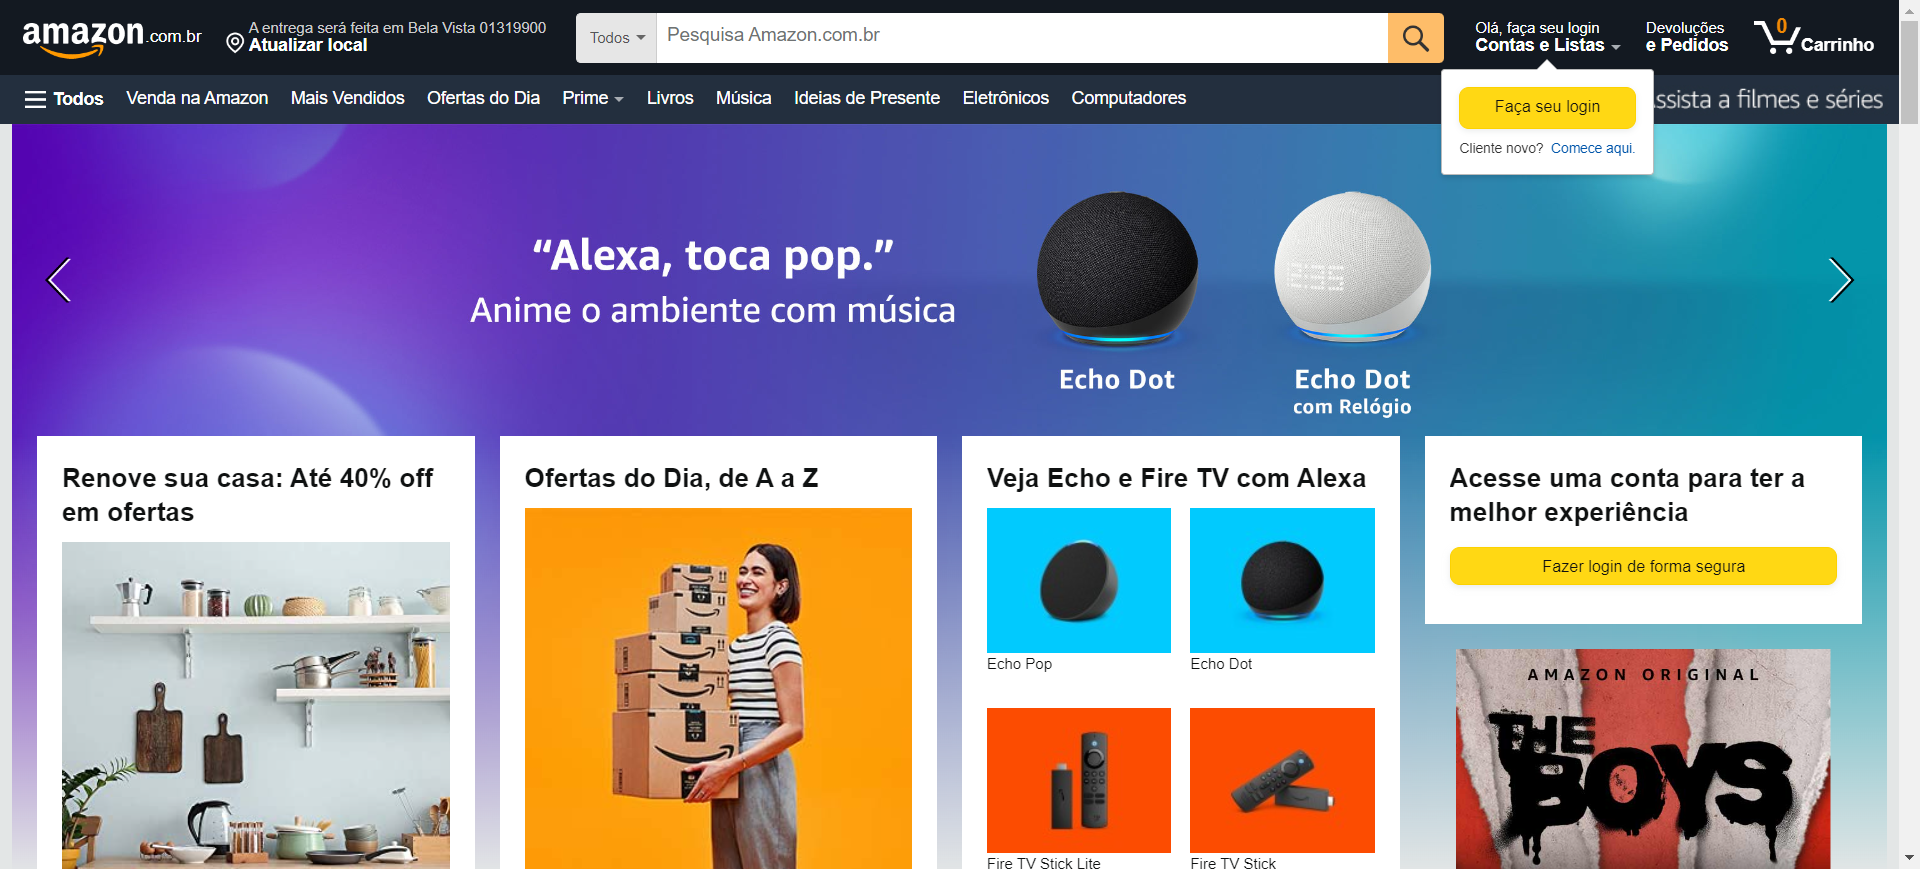 amazon.com.br
A entrega será feita em Bela Vista 01319900
Atualizar local
Todos
Pesquisa Amazon.com.br
Olá, faça seu login
Contas e Listas
Devoluções
e Pedidos
0
Carrinho
Todos
Venda na Amazon
Mais Vendidos
Ofertas do Dia
Prime
Livros
Música
Ideias de Presente
Eletrônicos
Computadores
ssista a filmes e séries
Faça seu login
Cliente novo? Comece aqui.
“Alexa, toca pop.”
Anime o ambiente com música
Echo Dot
Echo Dot
com Relógio
Renove sua casa: Até 40% off
em ofertas
Ofertas do Dia, de A a Z
Veja Echo e Fire TV com Alexa
Echo Pop
Echo Dot
Fire TV Stick Lite
Fire TV Stick
Acesse uma conta para ter a
melhor experiência
Fazer login de forma segura
AMAZON ORIGINAL
THE
BOYS